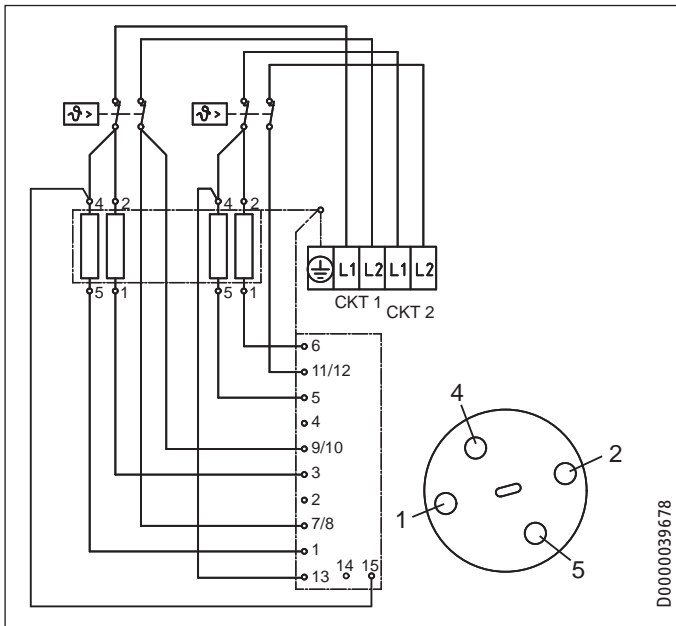 ϑ > ϑ >
4 2 4 2
5 1 5 1
L1 L2 L1 L2
CKT 1
CKT 2
6
11/12
5
4
9/10
3
2
7/8
1
13 14 15
4
2
1
5
D0000039678